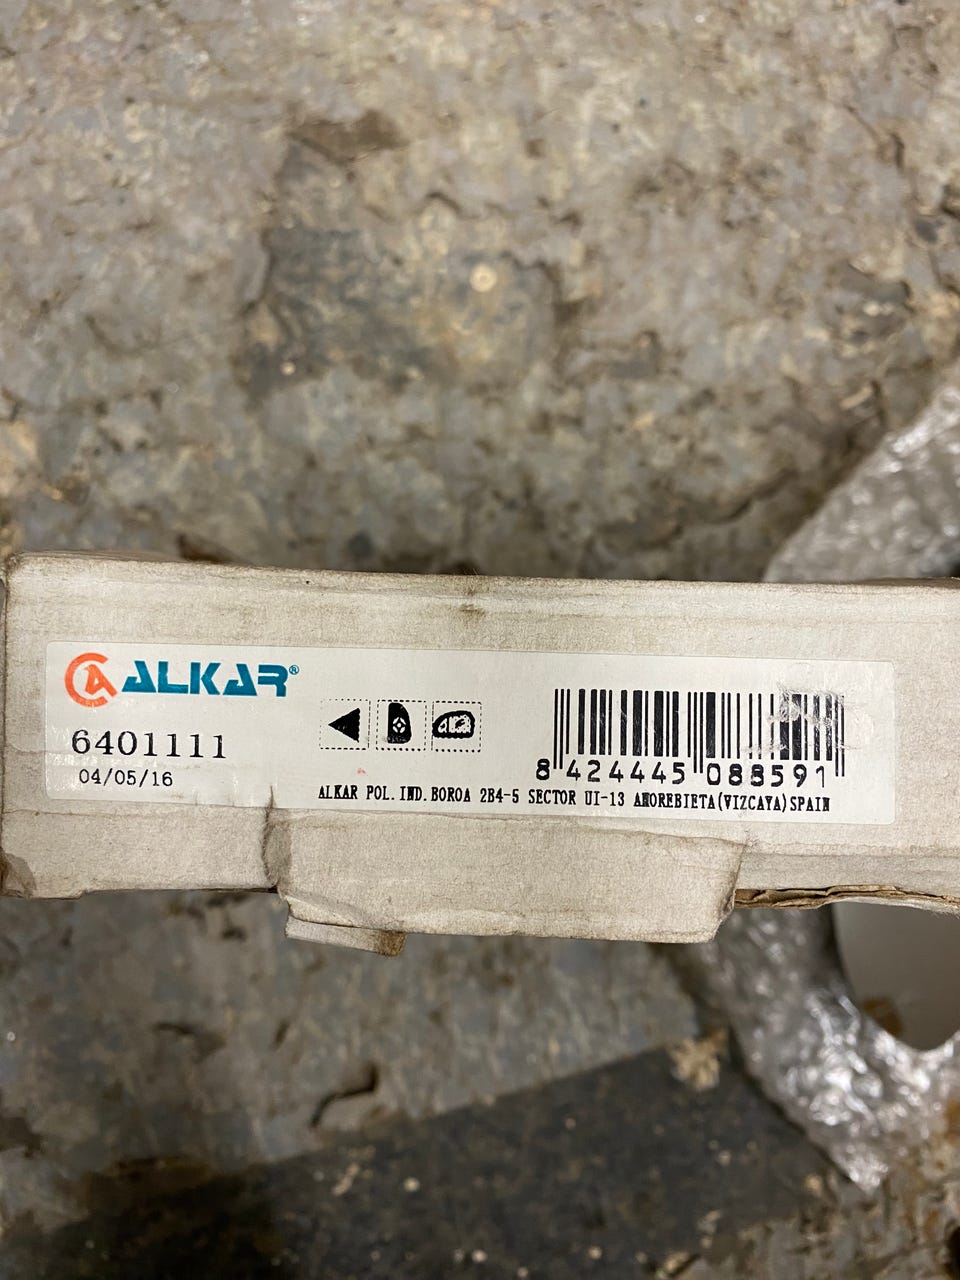 ALKAR®
6401111
04/05/16
8 424445 088591
ALKAR POL.IND.BOROA 2B4-5 SECTOR UI-13 AMOREBIETA(VIZCAYA)SPAIN